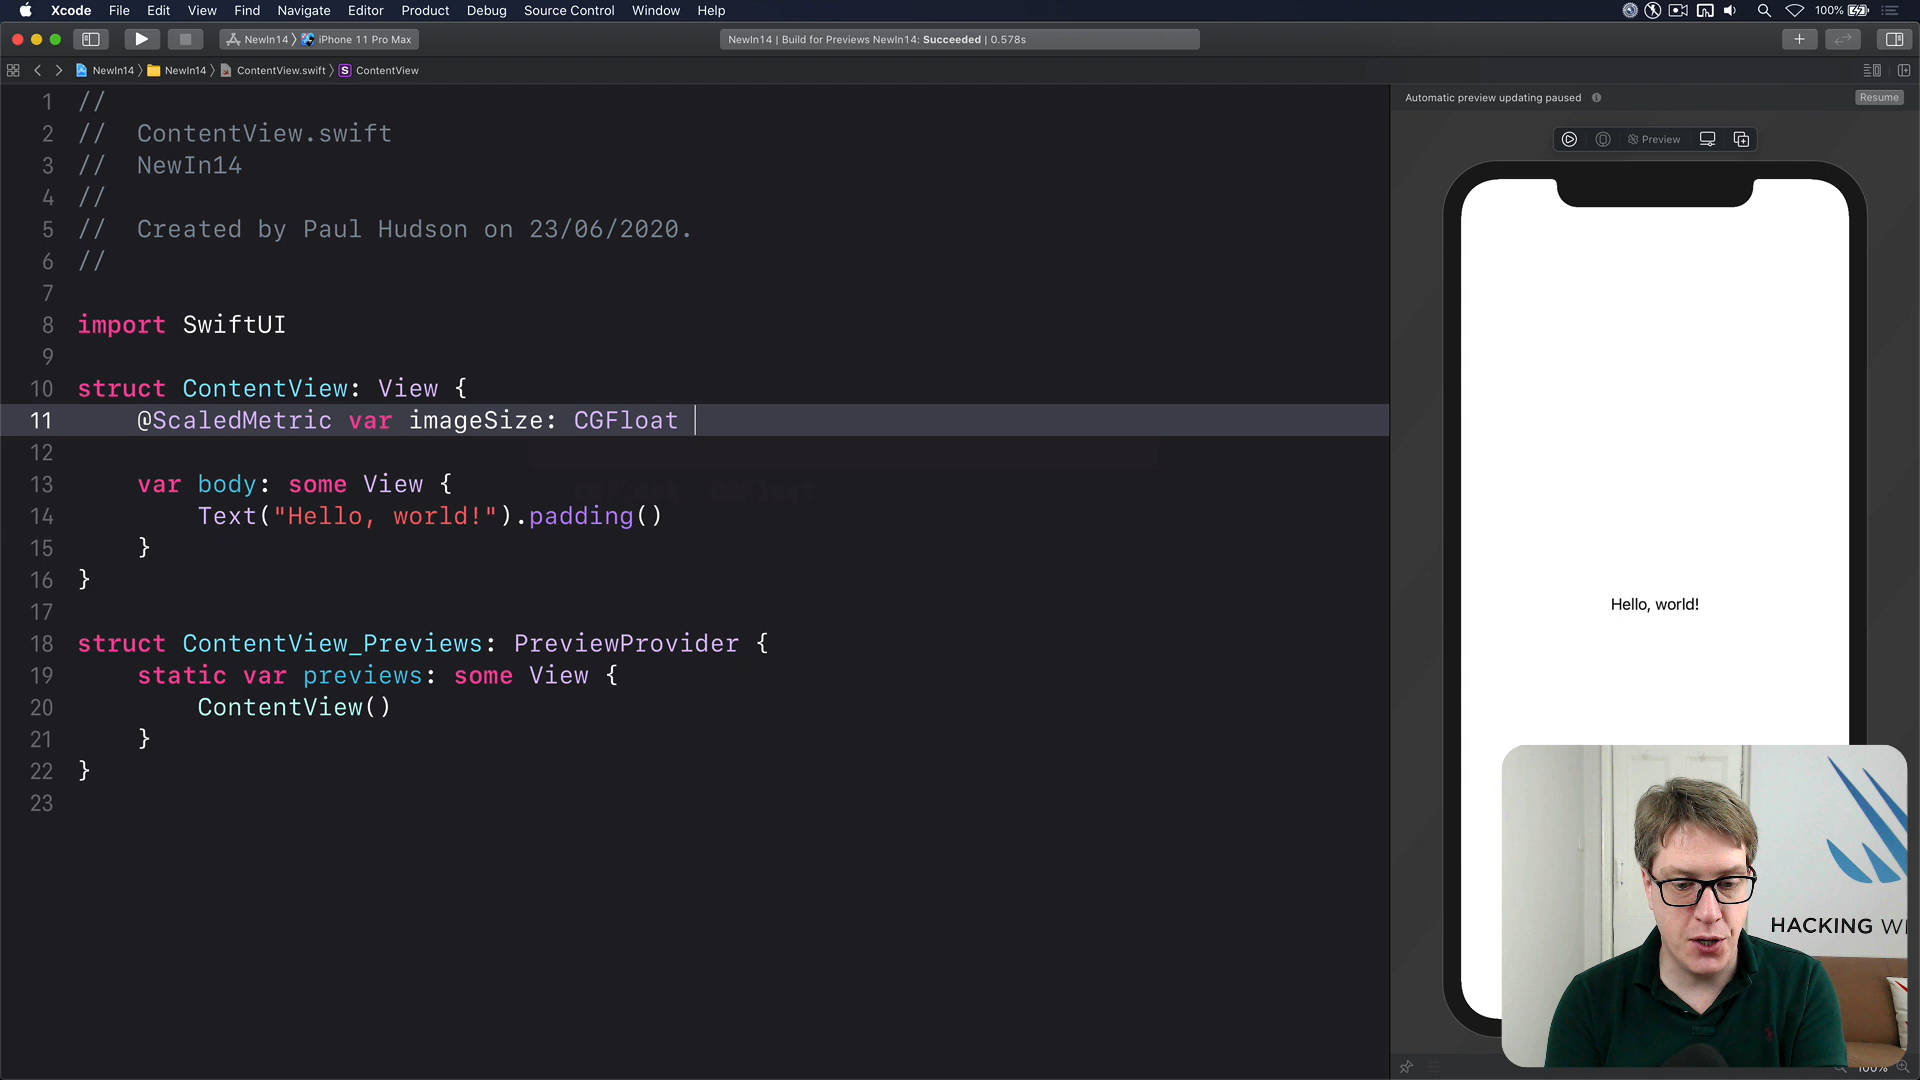 Xcode File Edit View Find Navigate Editor Product Debug Source Control Window Help 100%
NewIn14 iPhone 11 Pro Max
NewIn14 | Build for Previews NewIn14: Succeeded | 0.578s
NewIn14 NewIn14 ContentView.swift S ContentView
1 //
2 // ContentView.swift
3 // NewIn14
4 //
5 // Created by Paul Hudson on 23/06/2020.
6 //
7
8 import SwiftUI
9
10 struct ContentView: View {
11 @ScaledMetric var imageSize: CGFloat
12
13 var body: some View {
14 Text("Hello, world!").padding()
15 }
16 }
17
18 struct ContentView_Previews: PreviewProvider {
19 static var previews: some View {
20 ContentView()
21 }
22 }
23
Automatic preview updating paused Resume
Preview
Hello, world!
HACKING
100%